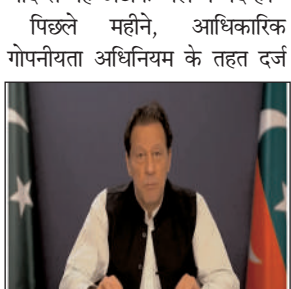 पिछले महीने, आधिकारिक
गोपनीयता अधिनियम के तहत दर्ज